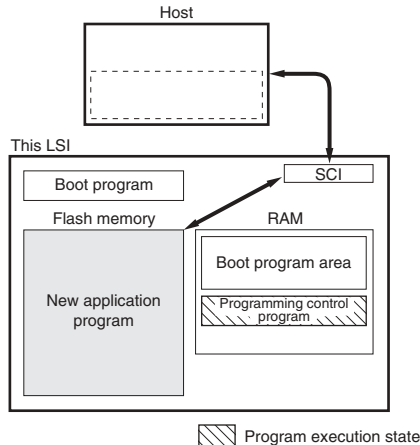 Host
This LSI
SCI
Boot program
Flash memory
RAM
Boot program area
New application
program
Programming control
program
Program execution state